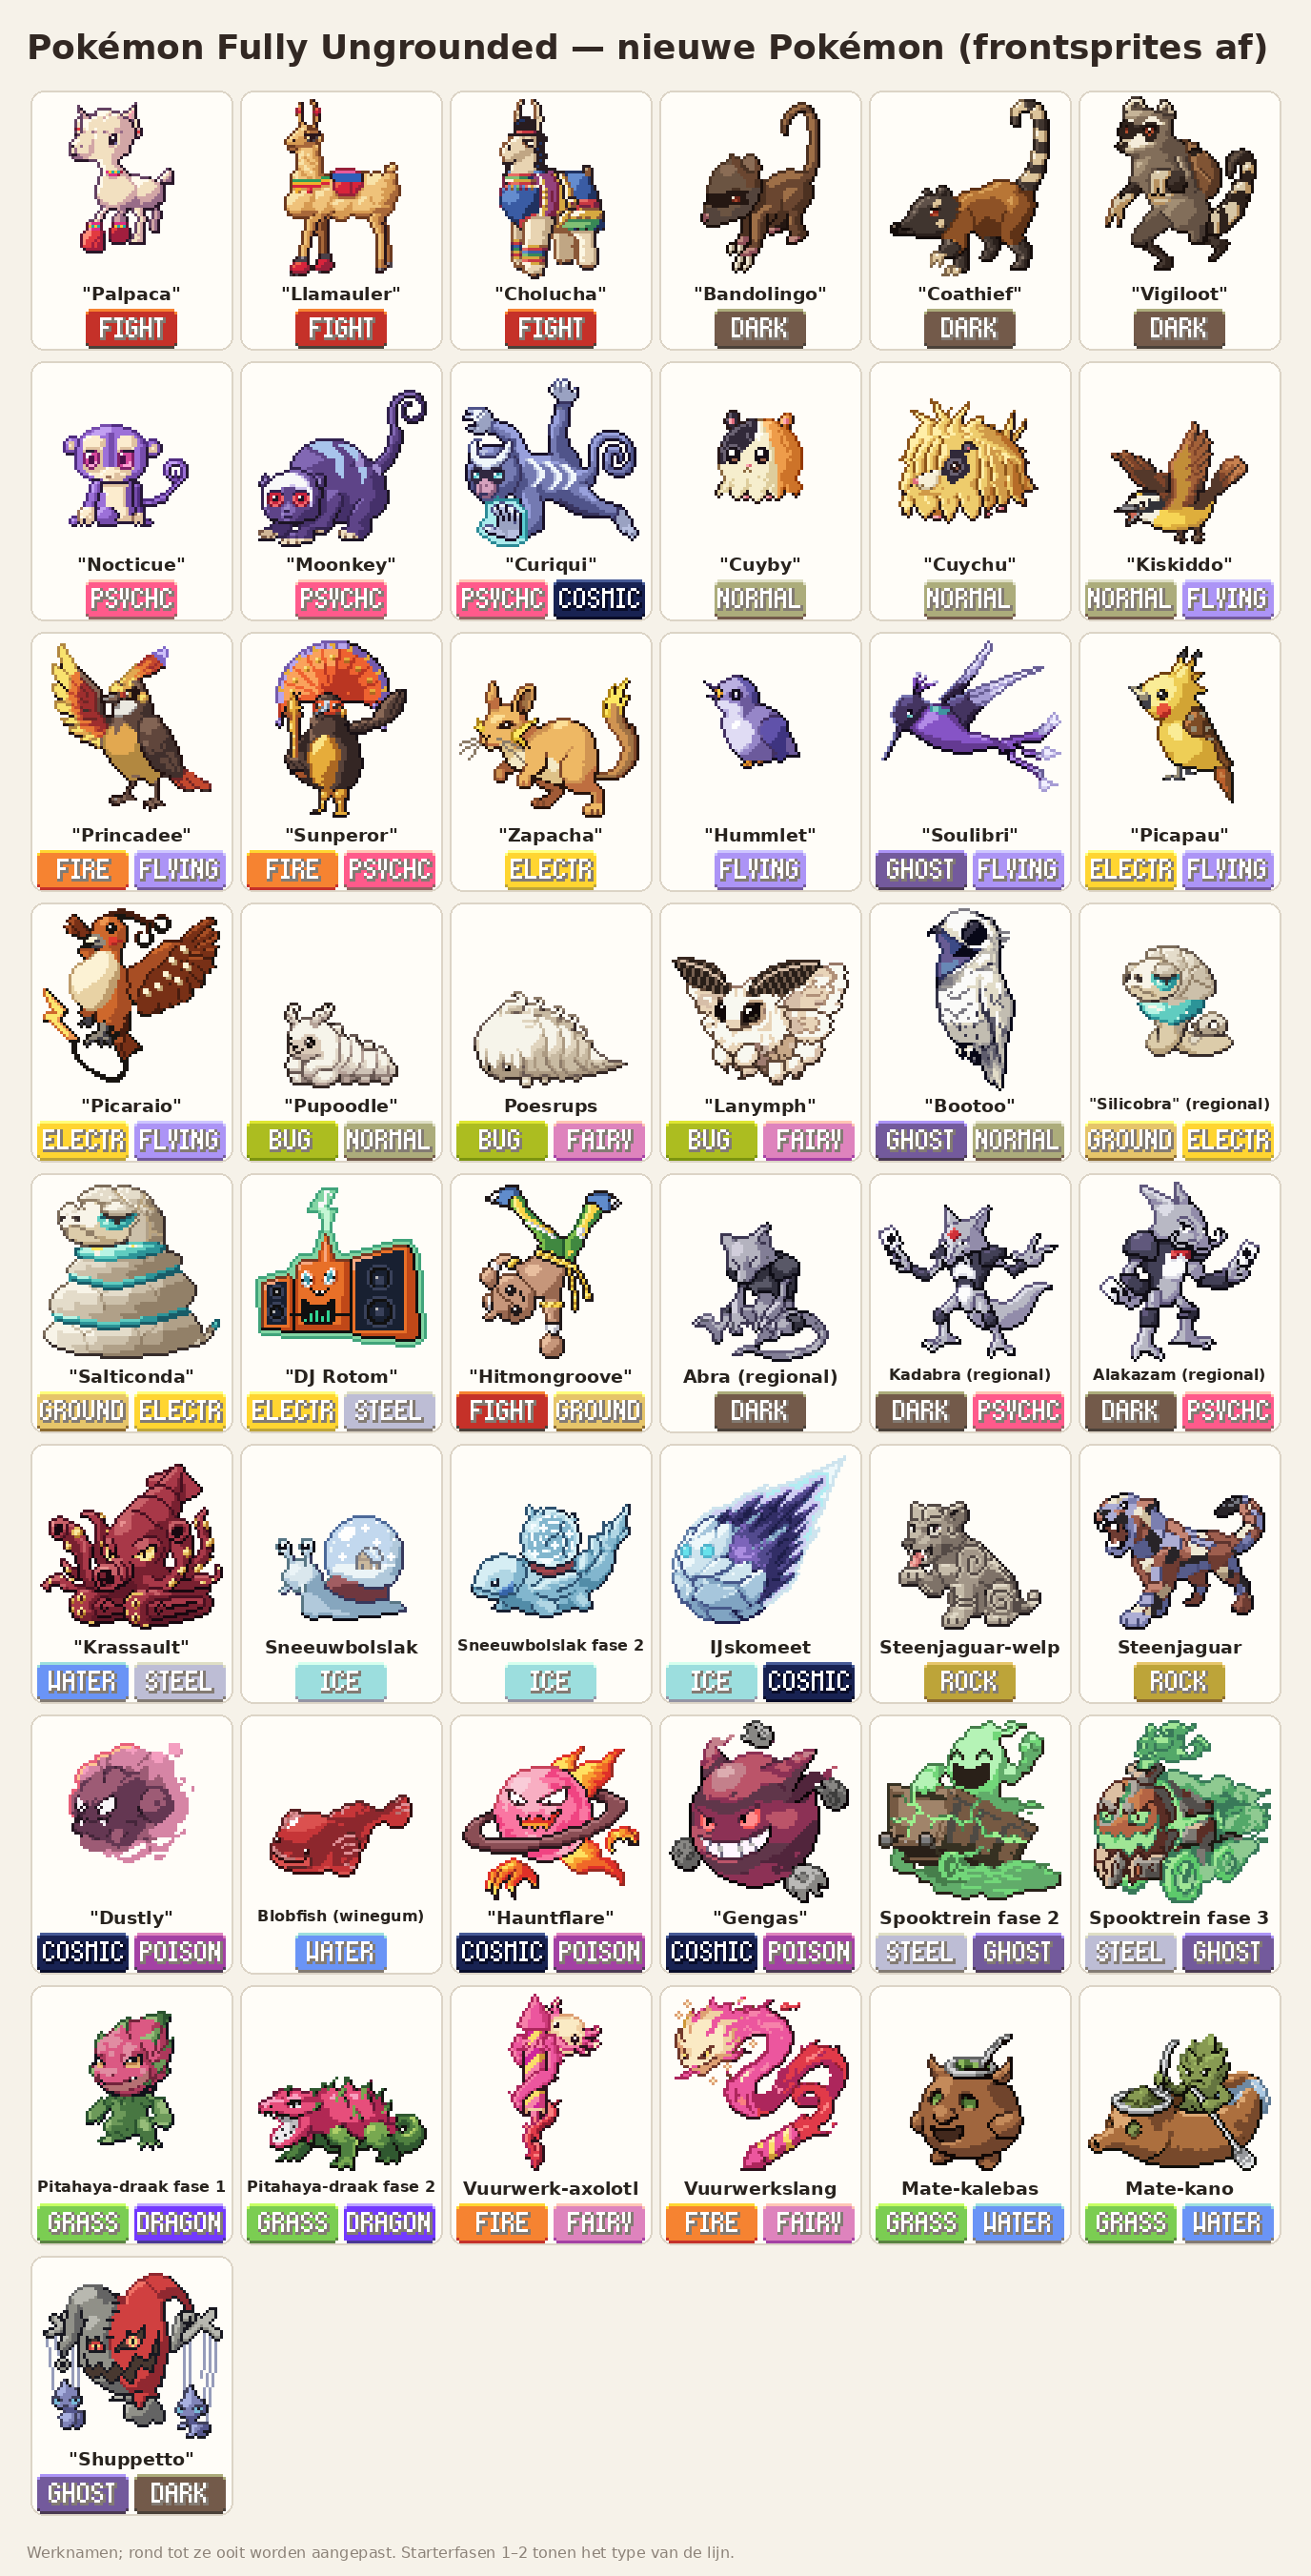 Pokémon Fully Ungrounded — nieuwe Pokémon (frontsprites af)
"Palpaca" "Llamauler" "Cholucha" "Bandolingo" "Coathief" "Vigiloot"
FIGHT FIGHT FIGHT DARK DARK DARK
"Nocticue" "Moonkey" "Curiqui" "Cuyby" "Cuychu" "Kiskiddo"
PSYCHC PSYCHC PSYCHC COSMIC NORMAL NORMAL NORMAL FLYING
"Princadee" "Sunperor" "Zapacha" "Hummlet" "Soulibri" "Picapau"
FIRE FLYING FIRE PSYCHC ELECTR FLYING GHOST FLYING ELECTR FLYING
"Picaraio" "Pupoodle" Poesrups "Lanymph" "Bootoo" "Silicobra" (regional)
ELECTR FLYING BUG NORMAL BUG FAIRY BUG FAIRY GHOST NORMAL GROUND ELECTR
"Salticonda" "DJ Rotom" "Hitmongroove" Abra (regional) Kadabra (regional) Alakazam (regional)
GROUND ELECTR ELECTR STEEL FIGHT GROUND DARK DARK PSYCHC DARK PSYCHC
"Krassault" Sneeuwbolslak Sneeuwbolslak fase 2 IJskomeet Steenjaguar-welp Steenjaguar
WATER STEEL ICE ICE ICE COSMIC ROCK ROCK
"Dustly" Blobfish (winegum) "Hauntflare" "Gengas" Spooktrein fase 2 Spooktrein fase 3
COSMIC POISON WATER COSMIC POISON COSMIC POISON STEEL GHOST STEEL GHOST
Pitahaya-draak fase 1 Pitahaya-draak fase 2 Vuurwerk-axolotl Vuurwerkslang Mate-kalebas Mate-kano
GRASS DRAGON GRASS DRAGON FIRE FAIRY FIRE FAIRY GRASS WATER GRASS WATER
"Shuppetto"
GHOST DARK
Werknamen; rond tot ze ooit worden aangepast. Starterfasen 1–2 tonen het type van de lijn.